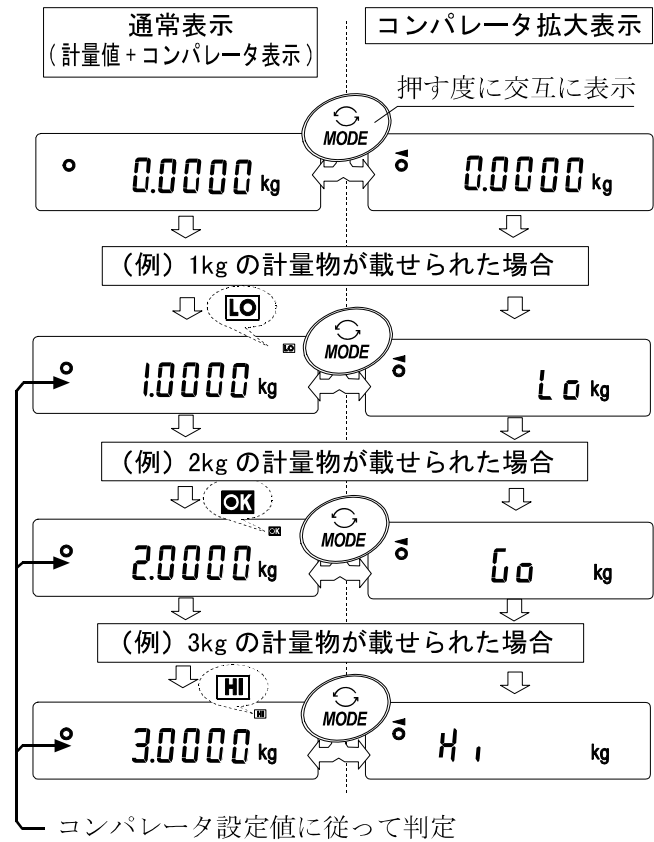 通常表示
(計量値+コンパレータ表示)
コンパレータ拡大表示
押す度に交互に表示
MODE
0.0000 kg
0.0000 kg
(例) 1kg の計量物が載せられた場合
LO
LO
MODE
1.0000 kg
Lo kg
(例) 2kg の計量物が載せられた場合
OK
OK
MODE
2.0000 kg
Go kg
(例) 3kg の計量物が載せられた場合
HI
HI
MODE
3.0000 kg
Hi kg
コンパレータ設定値に従って判定